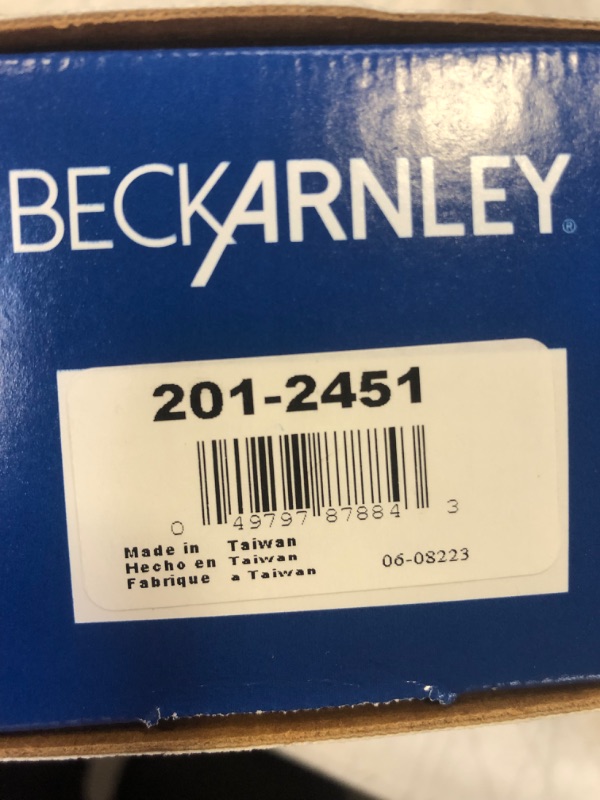 BECKARNLEY®
201-2451
0 49797 87884 3
Made in Taiwan
Hecho en Taiwan
Fabrique a Taiwan
06-08223